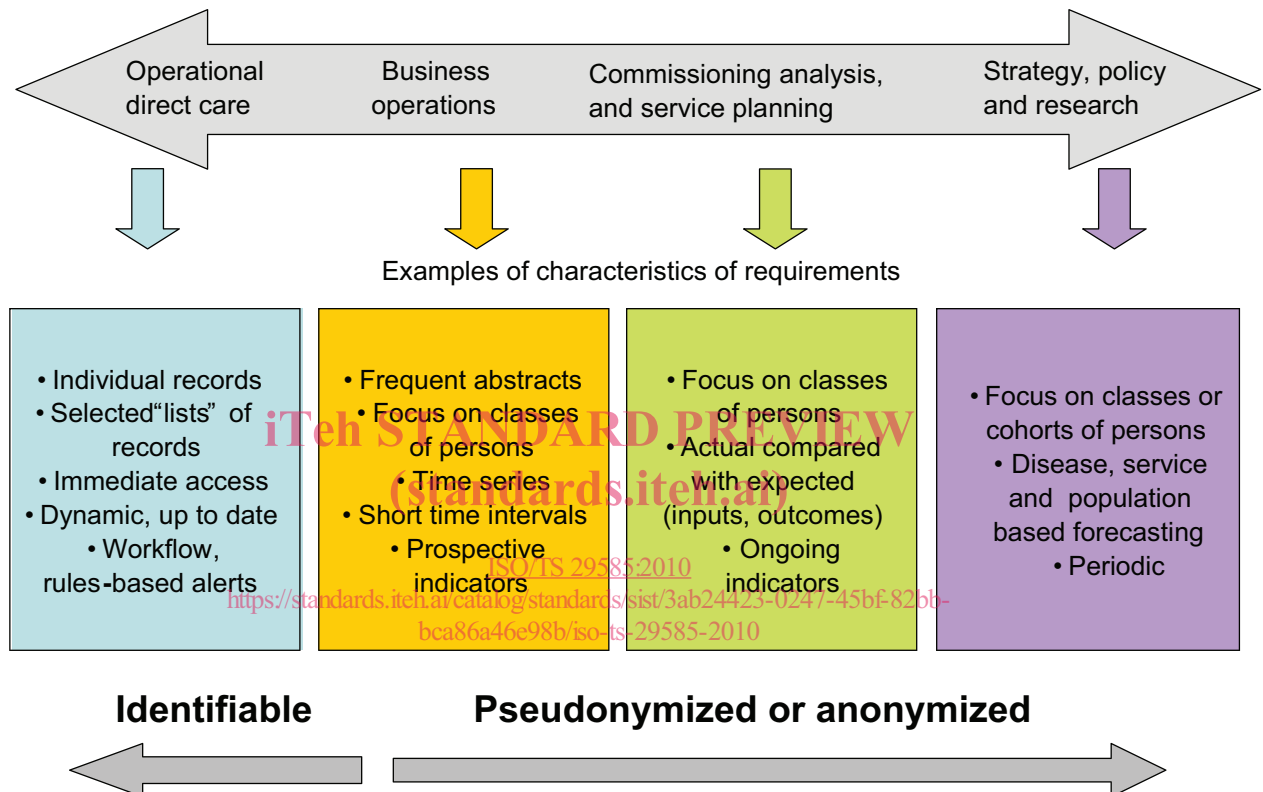 Operational
direct care
Business
operations
Commissioning analysis,
and service planning
Strategy, policy
and research
Examples of characteristics of requirements
• Individual records
• Selected“lists” of
records
• Immediate access
• Dynamic, up to date
• Workflow,
rules-based alerts
• Frequent abstracts
• Focus on classes
of persons
• Time series
• Short time intervals
• Prospective
indicators
• Focus on classes
of persons
• Actual compared
with expected
(inputs, outcomes)
• Ongoing
indicators
• Focus on classes or
cohorts of persons
• Disease, service
and population
based forecasting
• Periodic
iTeh STANDARD PREVIEW
(standards.iteh.ai)
ISO/TS 29585:2010
https://standards.iteh.ai/catalog/standards/sist/3ab24423-0247-45bf-82bb-
bca86a46e98b/iso-ts-29585-2010
Identifiable
Pseudonymized or anonymized